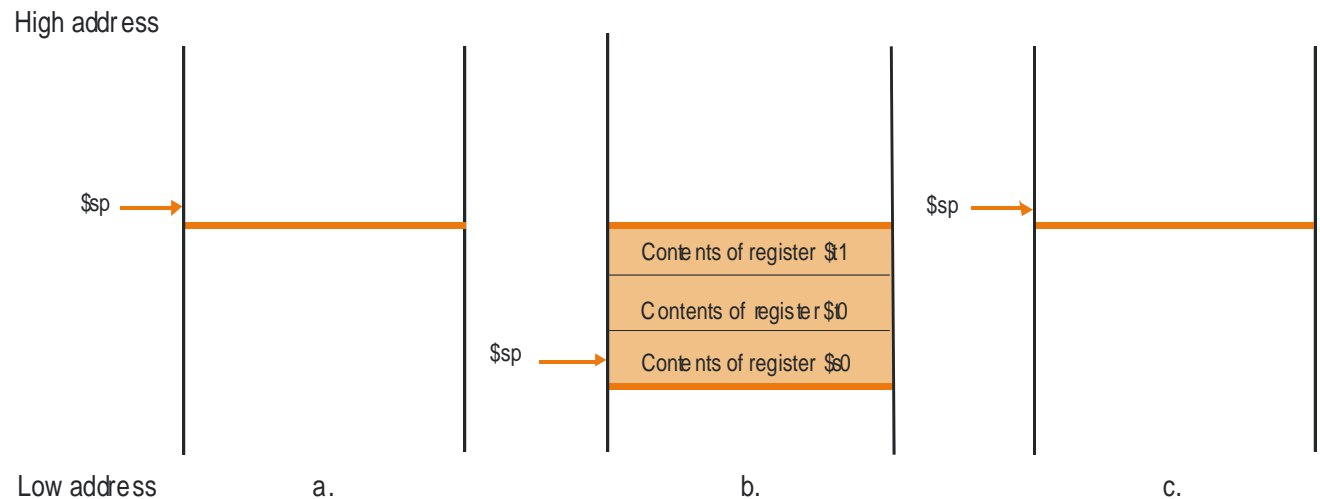 High address
$sp
$sp
Contents of register $t1
Contents of register $t0
$sp
Contents of register $s0
Low address
a.
b.
c.